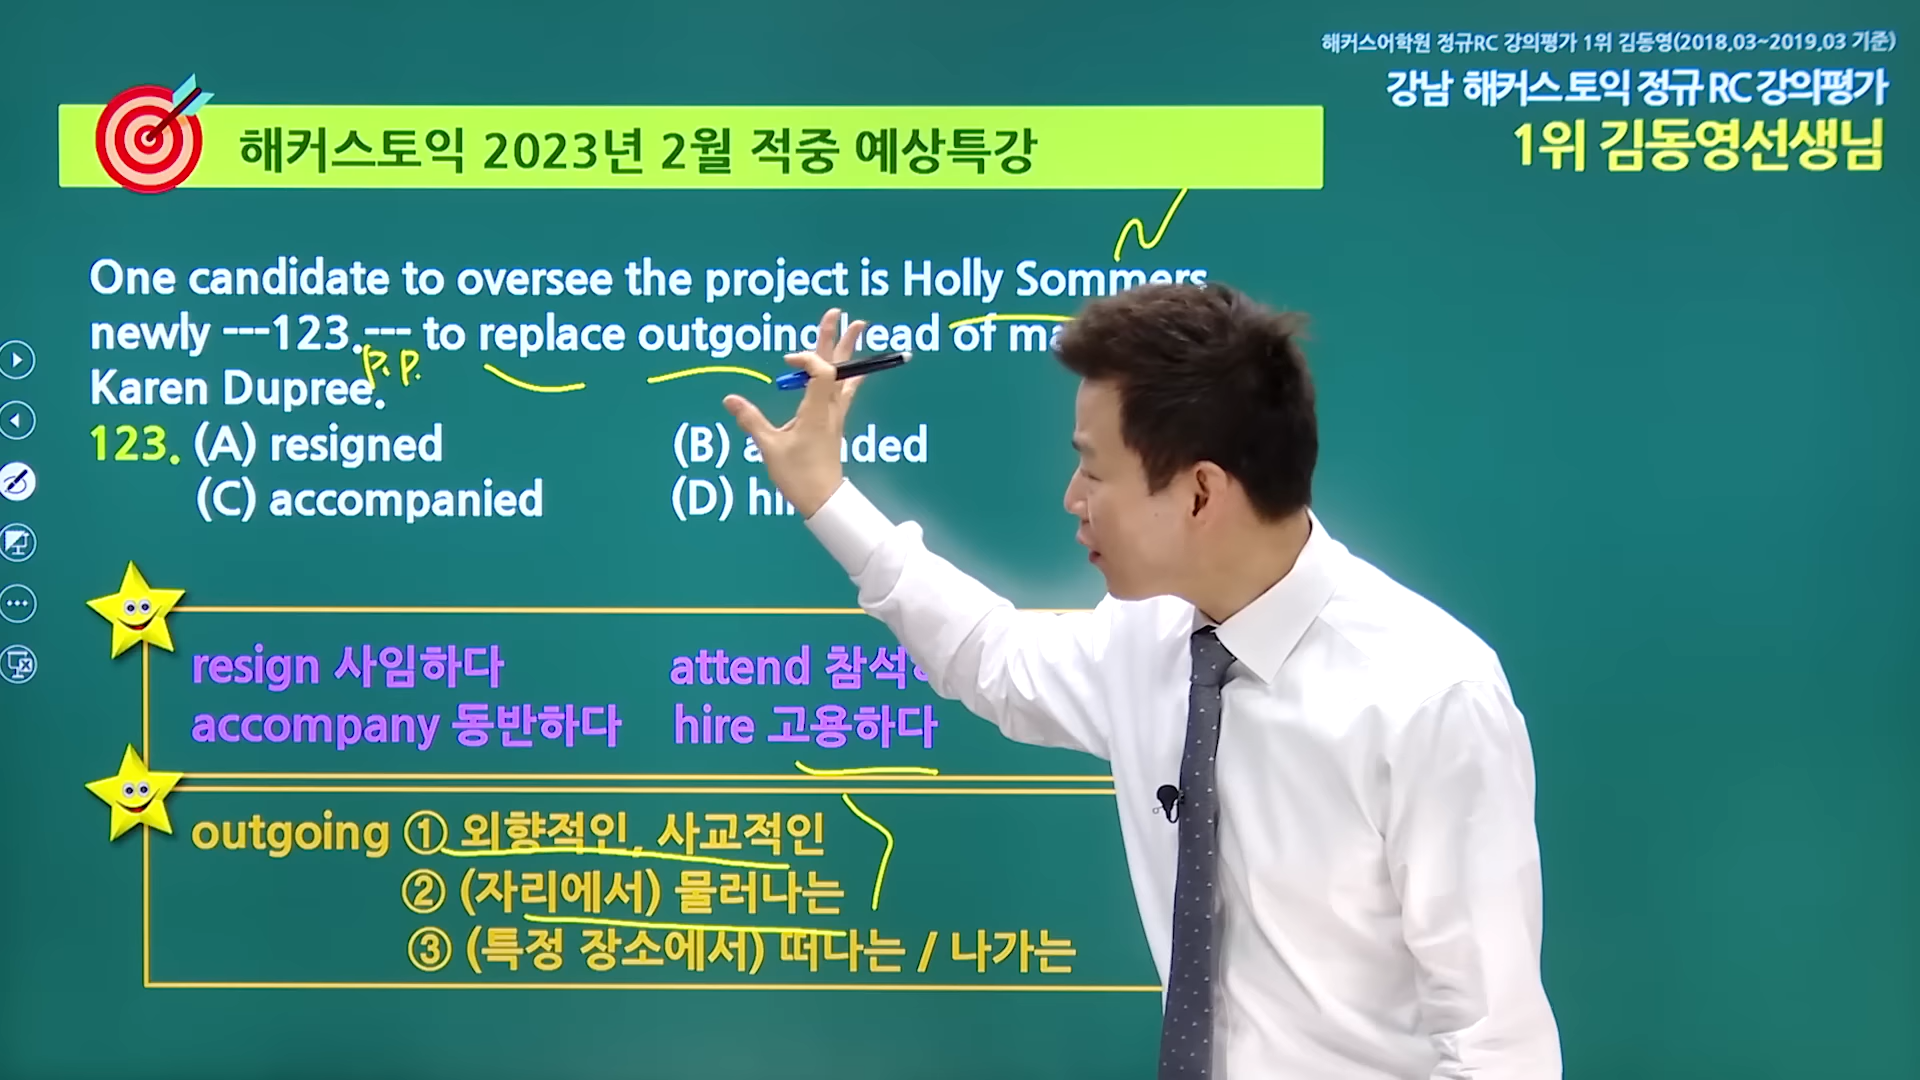 해커스어학원 정규RC 강의평가 1위 김동영(2018.03~2019.03 기준)
강남 해커스 토익 정규 RC 강의평가
1위 김동영선생님
해커스토익 2023년 2월 적중 예상특강
One candidate to oversee the project is Holly Sommers,
newly ---123.--- to replace outgoing head of
p.p.
Karen Dupree.
123. (A) resigned (B)
(C) accompanied (D)
resign 사임하다 attend
accompany 동반하다 hire 고용하다
outgoing ① 외향적인, 사교적인
② (자리에서) 물러나는
③ (특정 장소에서) 떠나는 / 나가는